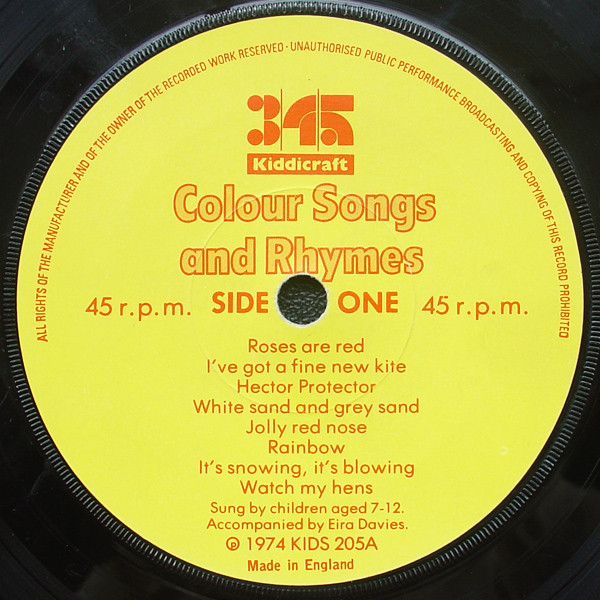 ALL RIGHTS OF THE MANUFACTURER AND OF THE OWNER OF THE RECORDED WORK RESERVED · UNAUTHORISED PUBLIC PERFORMANCE BROADCASTING AND COPYING OF THIS RECORD PROHIBITED
345
Kiddicraft
Colour Songs
and Rhymes
45 r.p.m. SIDE ONE 45 r.p.m.
Roses are red
I've got a fine new kite
Hector Protector
White sand and grey sand
Jolly red nose
Rainbow
It's snowing, it's blowing
Watch my hens
Sung by children aged 7-12.
Accompanied by Eira Davies.
℗ 1974 KIDS 205A
Made in England